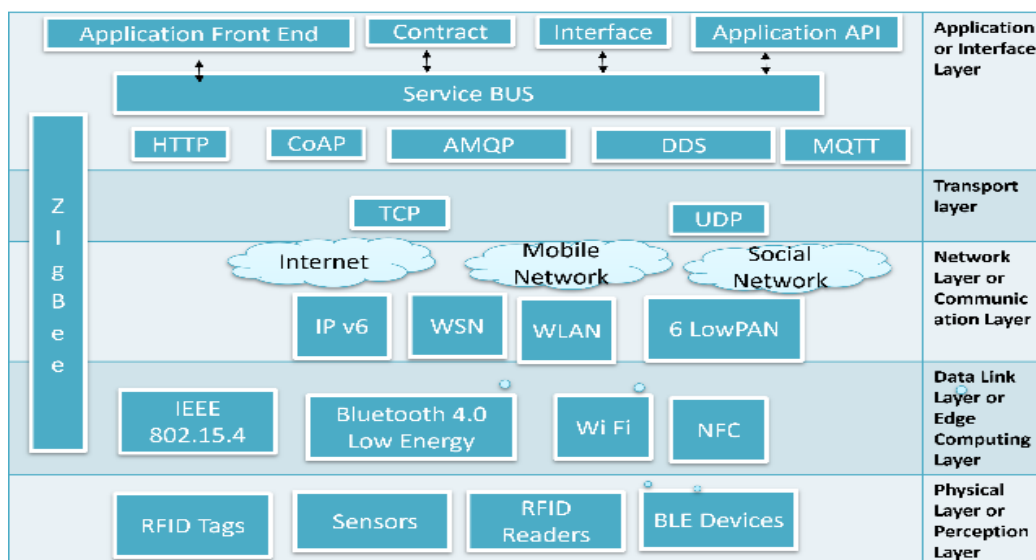 Application Front End
Contract
Interface
Application API
Application
or Interface
Layer
Service BUS
HTTP
CoAP
AMQP
DDS
MQTT
ZIgBee
Transport
layer
TCP
UDP
Internet
Mobile
Network
Social
Network
Network
Layer or
Communic
ation Layer
IP v6
WSN
WLAN
6 LowPAN
IEEE
802.15.4
Bluetooth 4.0
Low Energy
Wi Fi
NFC
Data Link
Layer or
Edge
Computing
Layer
RFID Tags
Sensors
RFID
Readers
BLE Devices
Physical
Layer or
Perception
Layer